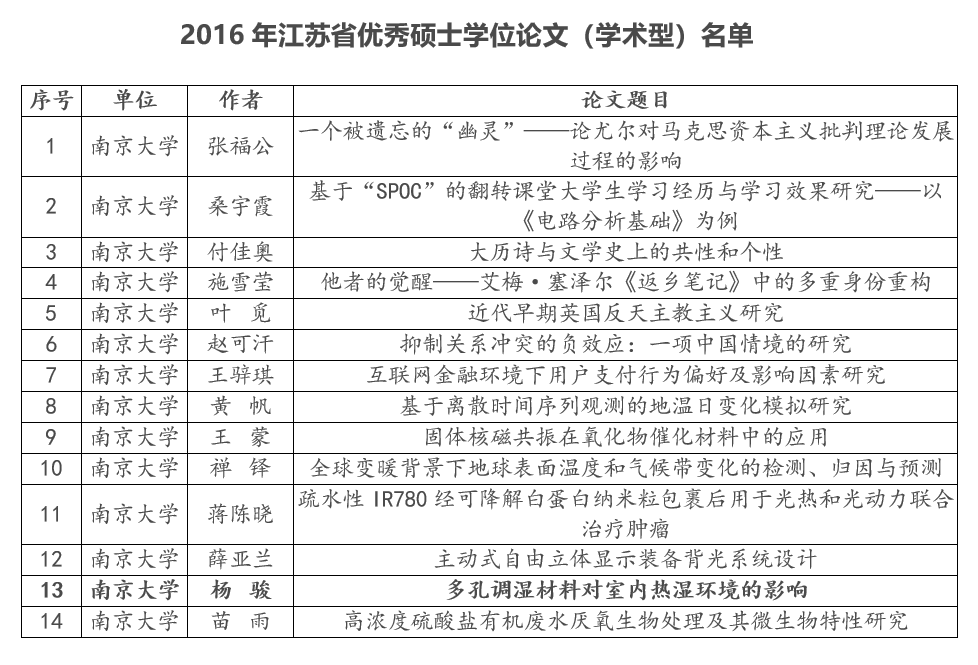 2016 年江苏省优秀硕士学位论文（学术型）名单
序号 单位 作者 论文题目
1 南京大学 张福公 一个被遗忘的“幽灵”——论尤尔对马克思资本主义批判理论发展
过程的影响
2 南京大学 桑宇霞 基于“SPOC”的翻转课堂大学生学习经历与学习效果研究——以
《电路分析基础》为例
3 南京大学 付佳奥 大历诗与文学史上的共性和个性
4 南京大学 施雪莹 他者的觉醒——艾梅·塞泽尔《返乡笔记》中的多重身份重构
5 南京大学 叶 觅 近代早期英国反天主教主义研究
6 南京大学 赵可汗 抑制关系冲突的负效应：一项中国情境的研究
7 南京大学 王骍琪 互联网金融环境下用户支付行为偏好及影响因素研究
8 南京大学 黄 帆 基于离散时间序列观测的地温日变化模拟研究
9 南京大学 王 蒙 固体核磁共振在氧化物催化材料中的应用
10 南京大学 禅 铎 全球变暖背景下地球表面温度和气候带变化的检测、归因与预测
11 南京大学 蒋陈晓 疏水性 IR780 经可降解白蛋白纳米粒包裹后用于光热和光动力联合
治疗肿瘤
12 南京大学 薛亚兰 主动式自由立体显示装备背光系统设计
13 南京大学 杨 骏 多孔调湿材料对室内热湿环境的影响
14 南京大学 苗 雨 高浓度硫酸盐有机废水厌氧生物处理及其微生物特性研究